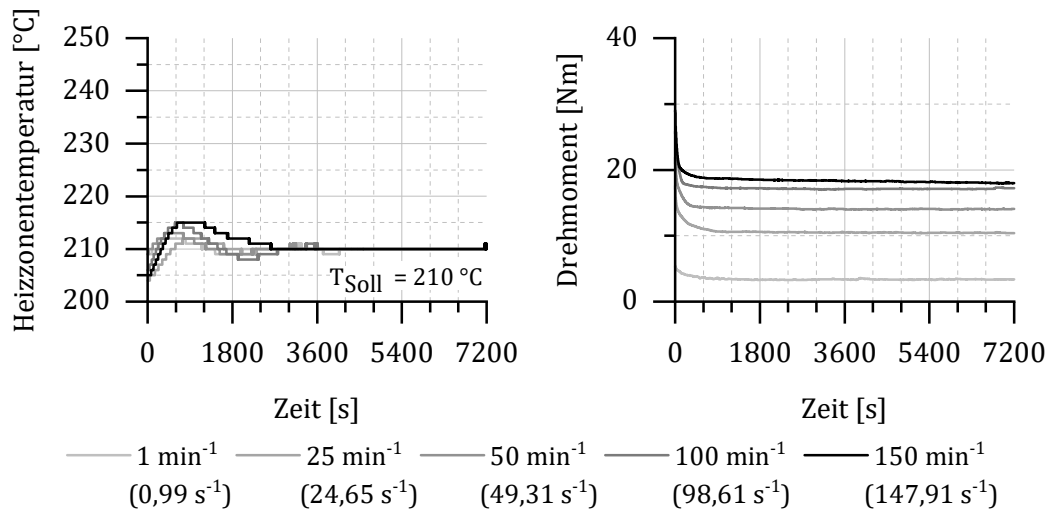 Heizzonentemperatur [°C]
250
240
230
220
210
200
T_Soll = 210 °C
0 1800 3600 5400 7200
Zeit [s]
Drehmoment [Nm]
40
20
0
0 1800 3600 5400 7200
Zeit [s]
1 min⁻¹ 25 min⁻¹ 50 min⁻¹ 100 min⁻¹ 150 min⁻¹
(0,99 s⁻¹) (24,65 s⁻¹) (49,31 s⁻¹) (98,61 s⁻¹) (147,91 s⁻¹)